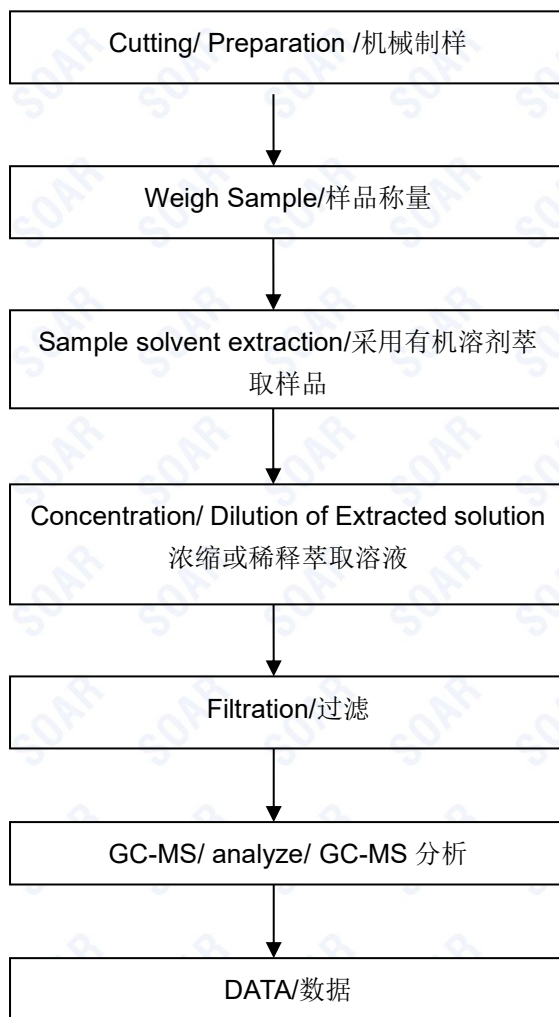 Cutting/ Preparation /机械制样
Weigh Sample/样品称量
Sample solvent extraction/采用有机溶剂萃
取样品
Concentration/ Dilution of Extracted solution
浓缩或稀释萃取溶液
Filtration/过滤
GC-MS/ analyze/ GC-MS 分析
DATA/数据